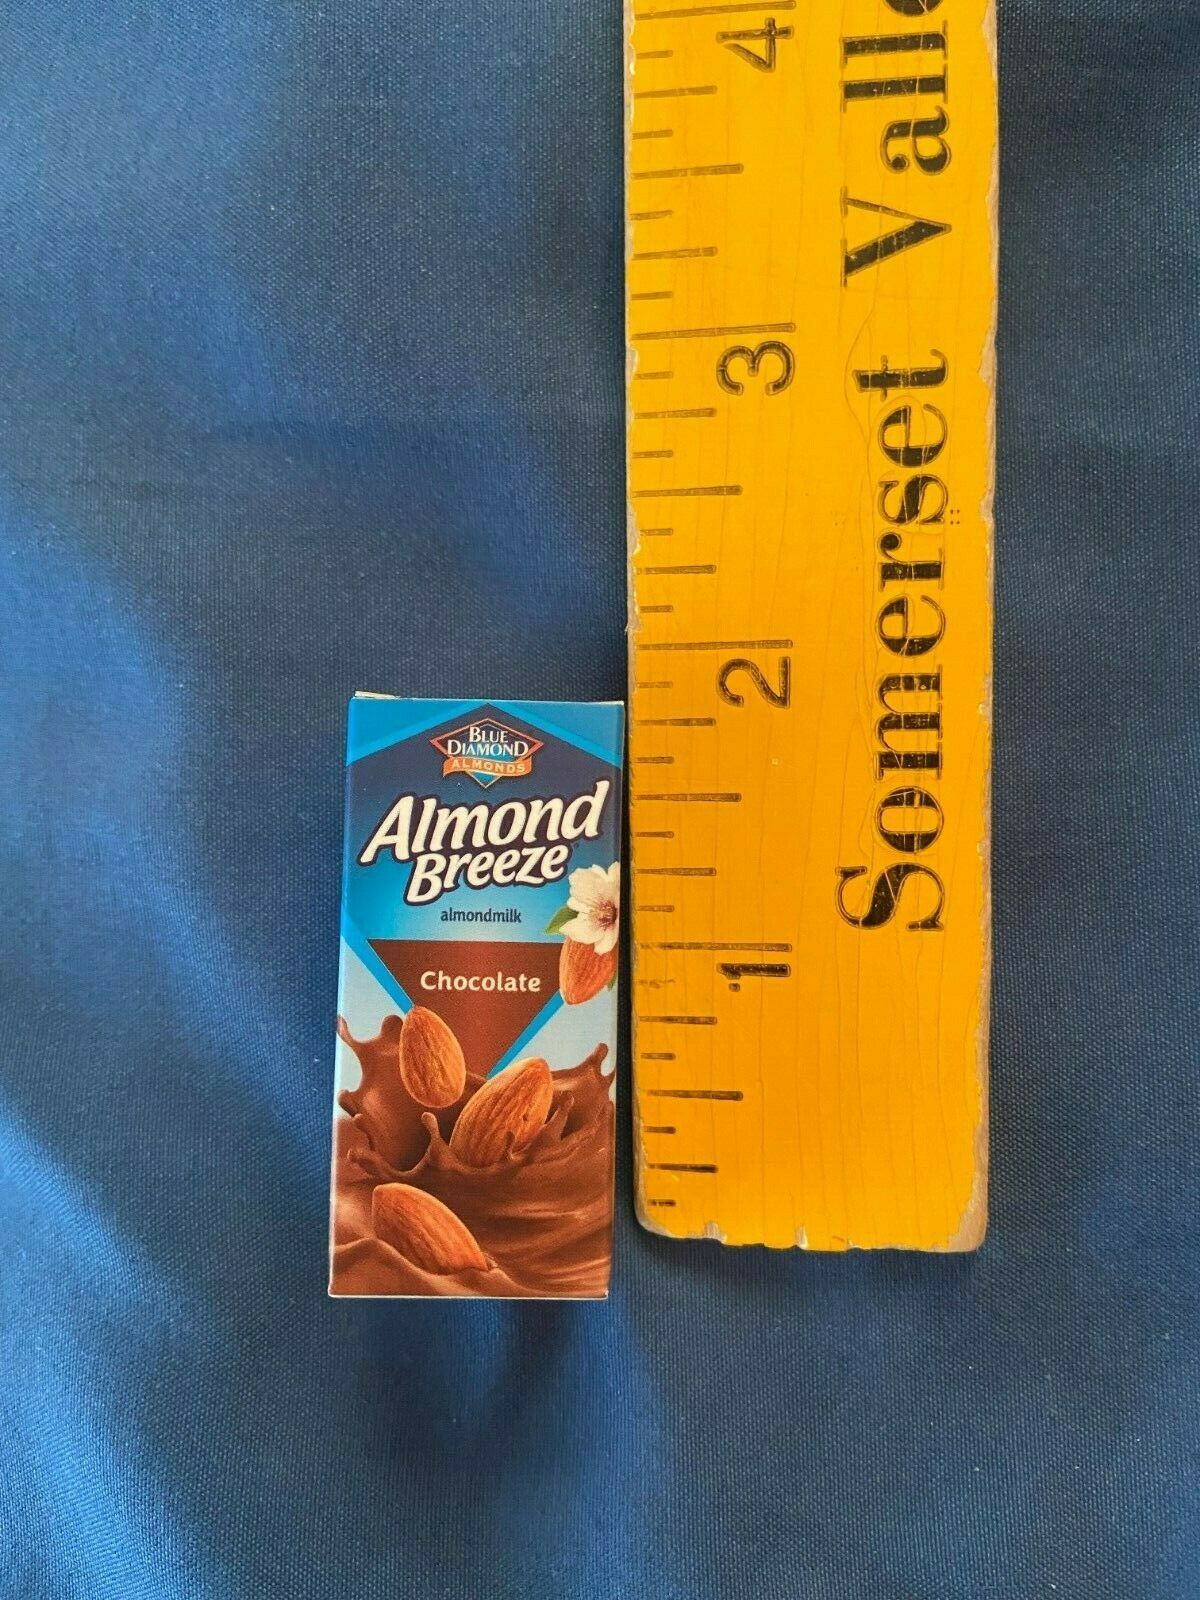 BLUE
DIAMOND
ALMONDS
Almond
Breeze
almondmilk
Chocolate
1
2
3
4
Somerset Valle